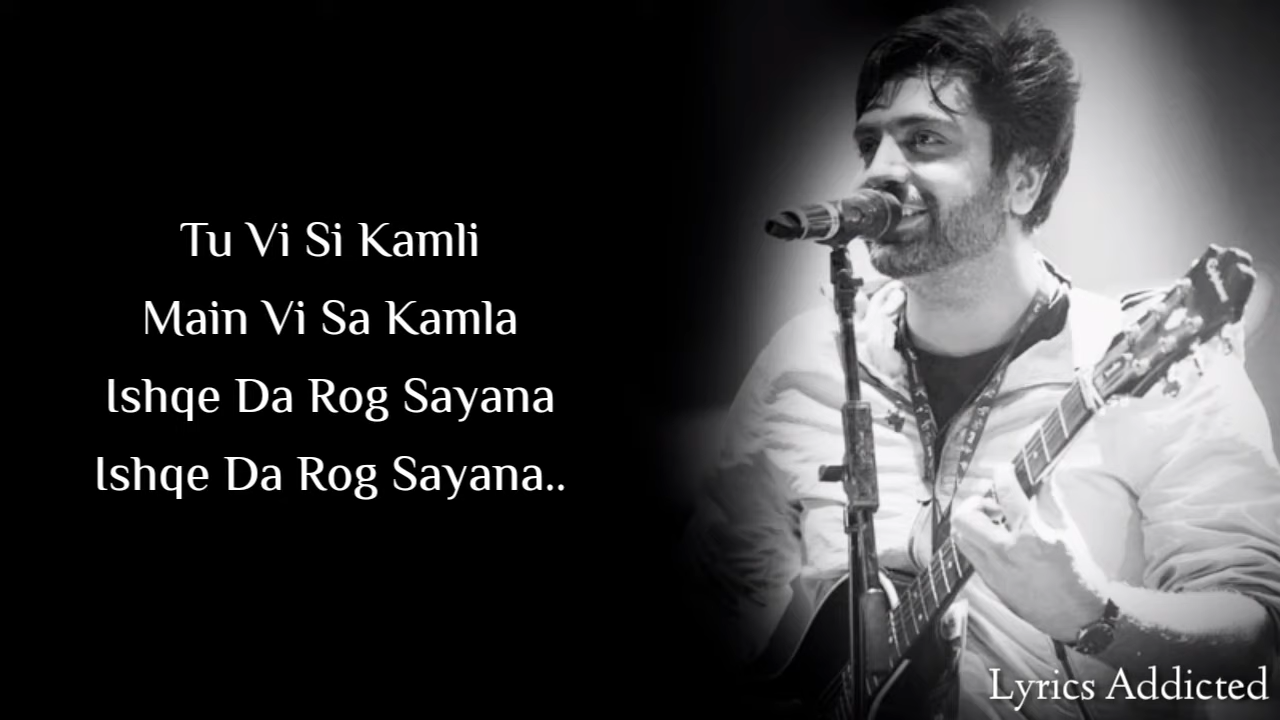 Tu Vi Si Kamli
Main Vi Sa Kamla
Ishqe Da Rog Sayana
Ishqe Da Rog Sayana..
Lyrics Addicted